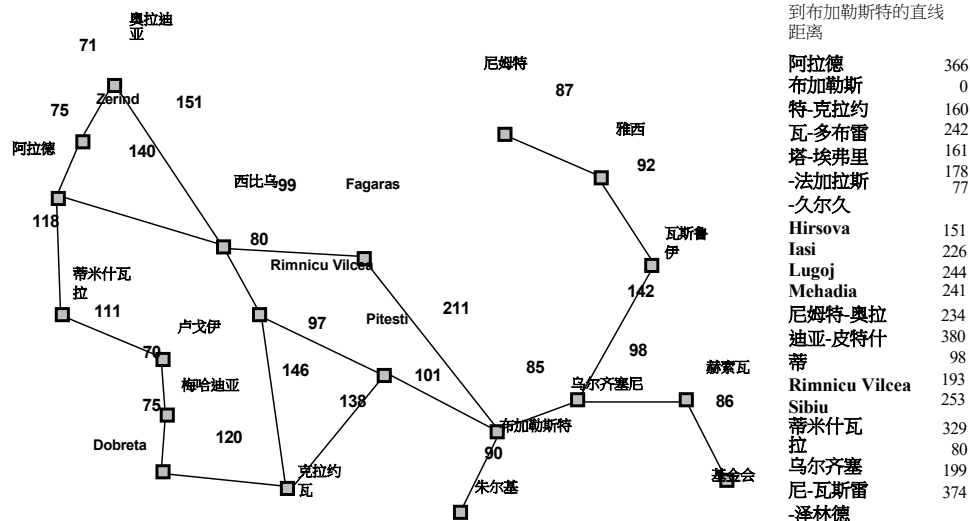 奥拉迪
亚
71
Zerind
75
151
阿拉德
140
118
西比乌99
Fagaras
80
Rimnicu Vilcea
蒂米什瓦
拉
111
卢戈伊
70
97
Pitesti
211
146
梅哈迪亚
75
138
101
Dobreta
120
克拉约
瓦
布加勒斯特
90
朱尔基
尼姆特
87
雅西
92
瓦斯鲁
伊
142
85
98
乌尔齐塞尼
赫索瓦
86
基金会
到布加勒斯特的直线
距离
阿拉德 366
布加勒斯 0
特-克拉约 160
瓦-多布雷 242
塔-埃弗里 161
-法加拉斯 178
77
-久尔久
Hirsova 151
Iasi 226
Lugoj 244
Mehadia 241
尼姆特-奥拉 234
迪亚-皮特什 380
蒂 98
Rimnicu Vilcea 193
Sibiu 253
蒂米什瓦 329
拉 80
乌尔齐塞 199
尼-瓦斯雷 374
-泽林德